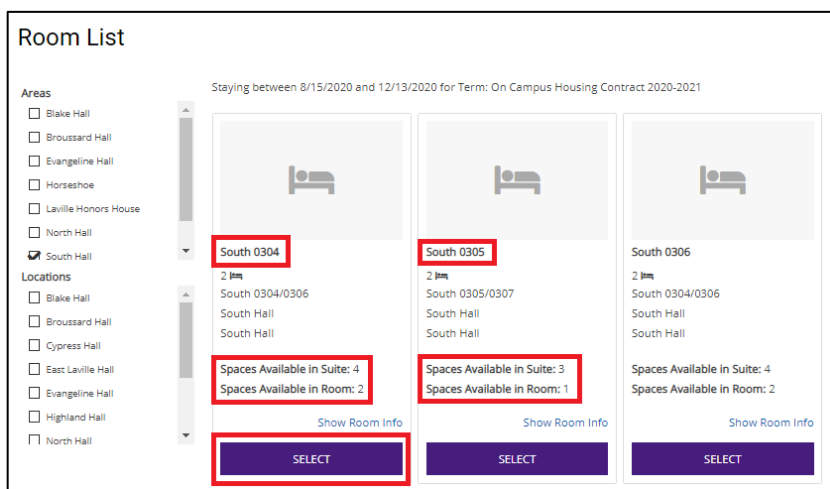 Room List
Areas
Blake Hall
Broussard Hall
Evangeline Hall
Horseshoe
Laville Honors House
North Hall
South Hall
Locations
Blake Hall
Broussard Hall
Cypress Hall
East Laville Hall
Evangeline Hall
Highland Hall
North Hall
Staying between 8/15/2020 and 12/13/2020 for Term: On Campus Housing Contract 2020-2021
South 0304
2
South 0304/0306
South Hall
South Hall
Spaces Available in Suite: 4
Spaces Available in Room: 2
Show Room Info
SELECT
South 0305
2
South 0305/0307
South Hall
South Hall
Spaces Available in Suite: 3
Spaces Available in Room: 1
Show Room Info
SELECT
South 0306
2
South 0304/0306
South Hall
South Hall
Spaces Available in Suite: 4
Spaces Available in Room: 2
Show Room Info
SELECT